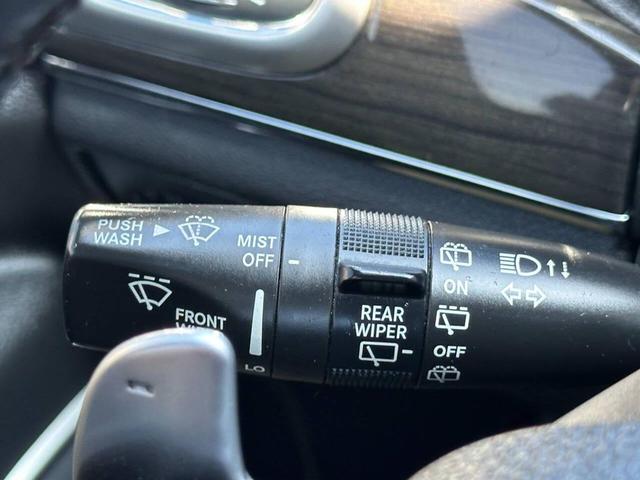 PUSH
WASH
MIST
OFF
FRONT
LO
REAR
WIPER
ON
OFF